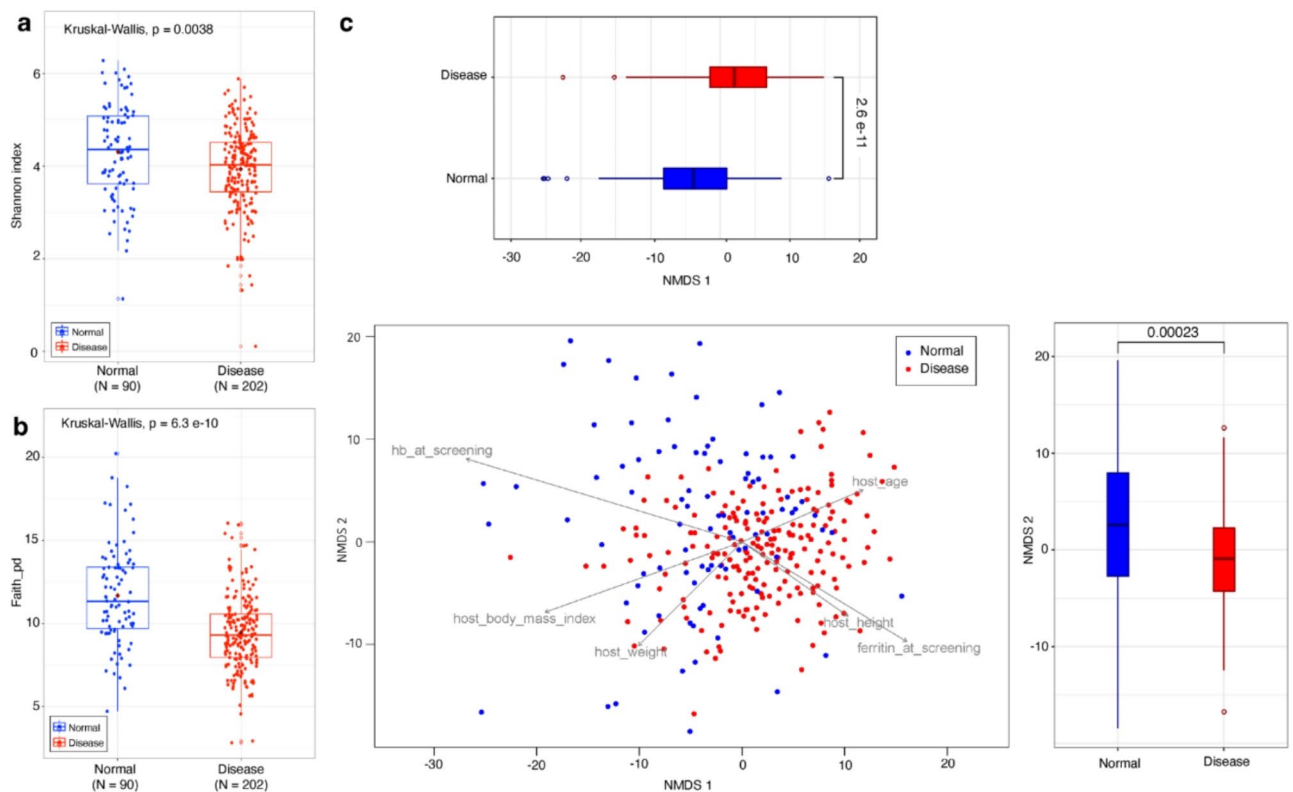 a
Kruskal-Wallis, p = 0.0038
Shannon index
6
4
2
0
Normal
Disease
Normal
(N = 90)
Disease
(N = 202)
b
Kruskal-Wallis, p = 6.3 e-10
Faith_pd
20
15
10
5
Normal
Disease
Normal
(N = 90)
Disease
(N = 202)
c
Disease
Normal
2.6 e-11
-30
-20
-10
0
10
20
NMDS 1
20
10
0
-10
NMDS 2
Normal
Disease
hb_at_screening
host_age
host_body_mass_index
host_weight
host_height
ferritin_at_screening
-30
-20
-10
0
10
20
NMDS 1
0.00023
20
10
0
-10
NMDS 2
Normal
Disease